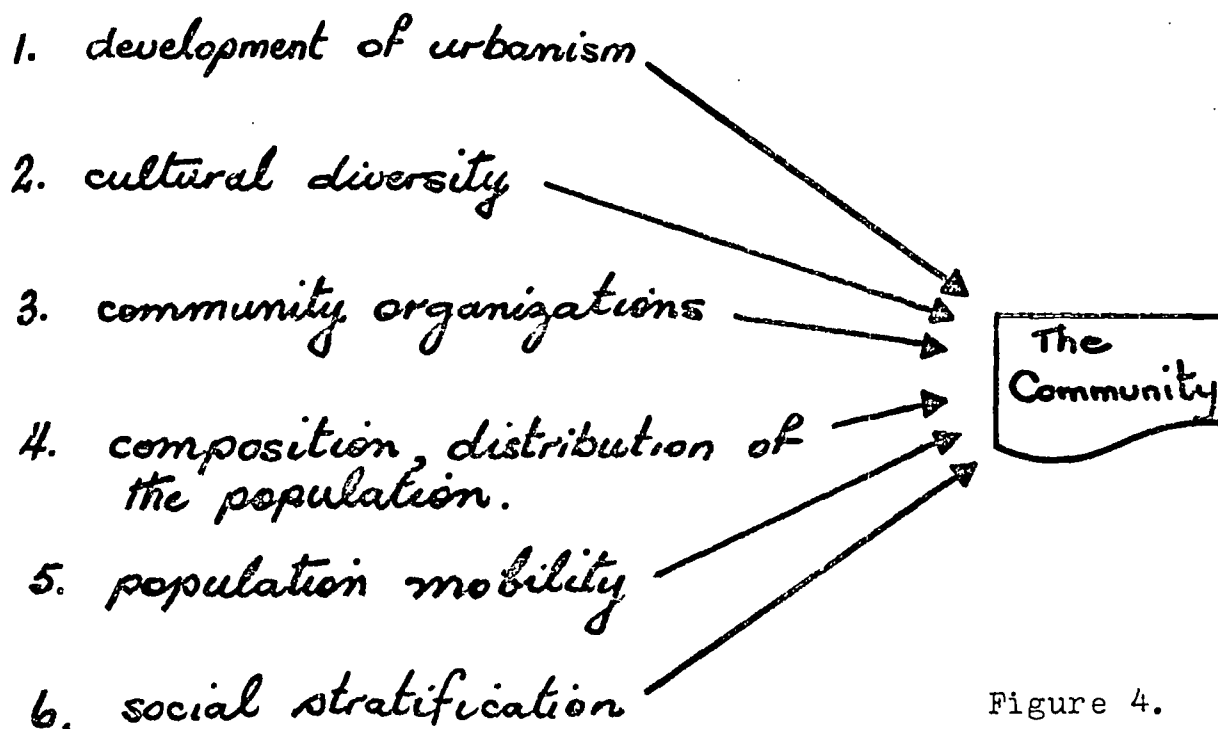 1. development of urbanism
2. cultural diversity
3. community organizations
The
Community
4. composition, distribution of
the population.
5. population mobility
6. social stratification
Figure 4.